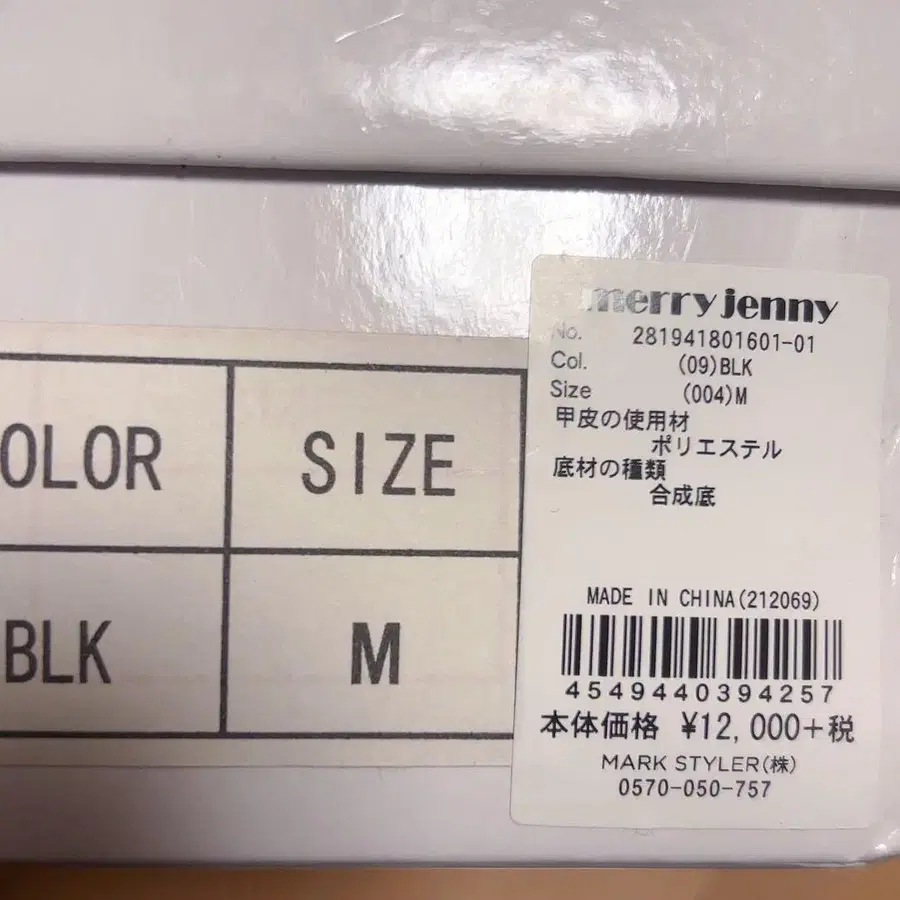 OLOR SIZE
BLK M
merry jenny
No. 281941801601-01
Col. (09)BLK
Size (004)M
甲皮の使用材
ポリエステル
底材の種類
合成底
MADE IN CHINA(212069)
4549440394257
本体価格 ¥12,000+税
MARK STYLER(株)
0570-050-757